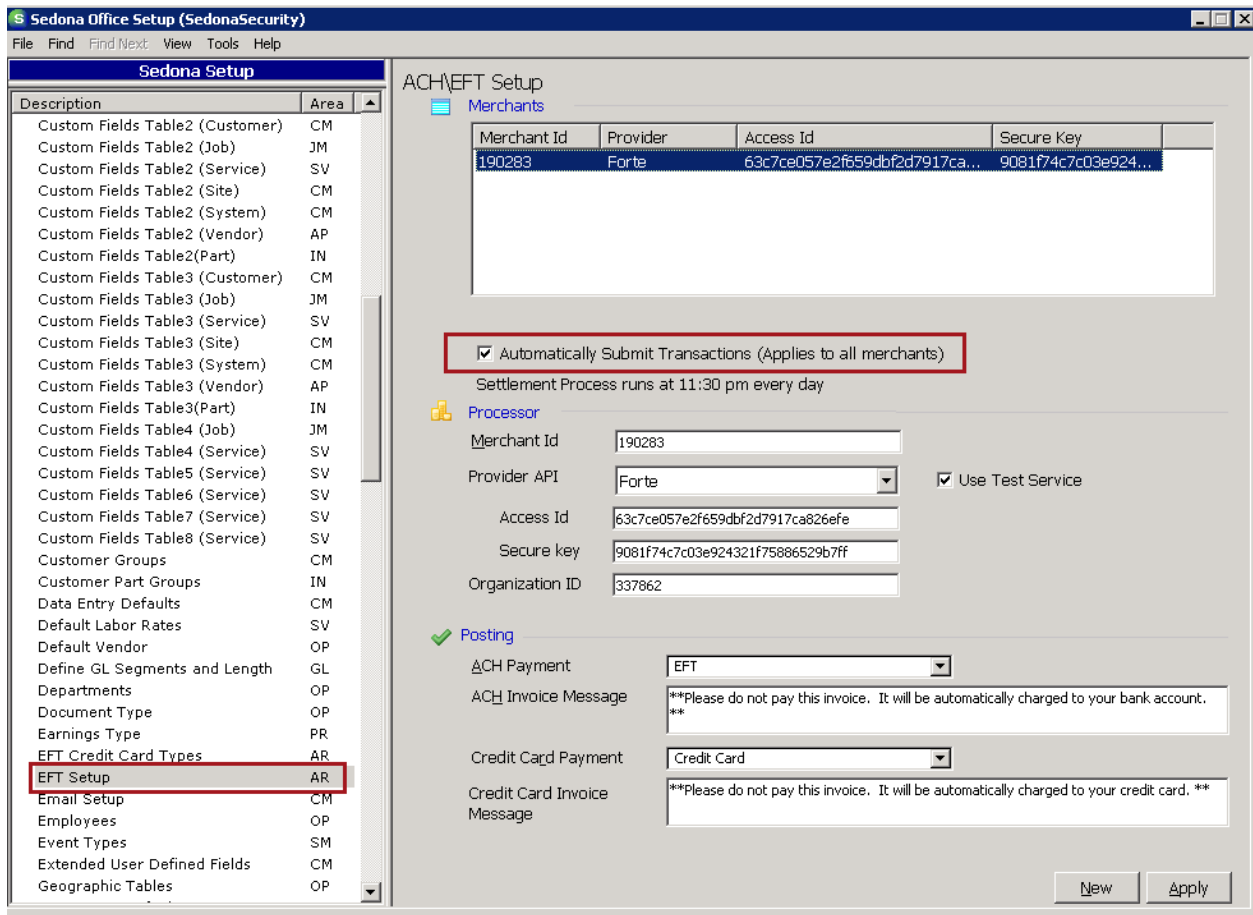 S Sedona Office Setup (SedonaSecurity)
File Find Find Next View Tools Help
Sedona Setup
Description Area
Custom Fields Table2 (Customer) CM
Custom Fields Table2 (Job) JM
Custom Fields Table2 (Service) SV
Custom Fields Table2 (Site) CM
Custom Fields Table2 (System) CM
Custom Fields Table2 (Vendor) AP
Custom Fields Table2(Part) IN
Custom Fields Table3 (Customer) CM
Custom Fields Table3 (Job) JM
Custom Fields Table3 (Service) SV
Custom Fields Table3 (Site) CM
Custom Fields Table3 (System) CM
Custom Fields Table3 (Vendor) AP
Custom Fields Table3(Part) IN
Custom Fields Table4 (Job) JM
Custom Fields Table4 (Service) SV
Custom Fields Table5 (Service) SV
Custom Fields Table6 (Service) SV
Custom Fields Table7 (Service) SV
Custom Fields Table8 (Service) SV
Customer Groups CM
Customer Part Groups IN
Data Entry Defaults CM
Default Labor Rates SV
Default Vendor OP
Define GL Segments and Length GL
Departments OP
Document Type OP
Earnings Type PR
EFT Credit Card Types AR
EFT Setup AR
Email Setup CM
Employees OP
Event Types SM
Extended User Defined Fields CM
Geographic Tables OP
ACH\EFT Setup
Merchants
Merchant Id Provider Access Id Secure Key
190283 Forte 63c7ce057e2f659dbf2d7917ca... 9081f74c7c03e924...
Automatically Submit Transactions (Applies to all merchants)
Settlement Process runs at 11:30 pm every day
Processor
Merchant Id 190283
Provider API Forte Use Test Service
Access Id 63c7ce057e2f659dbf2d7917ca826efe
Secure key 9081f74c7c03e924321f75886529b7ff
Organization ID 337862
Posting
ACH Payment EFT
ACH Invoice Message **Please do not pay this invoice. It will be automatically charged to your bank account.
**
Credit Card Payment Credit Card
Credit Card Invoice **Please do not pay this invoice. It will be automatically charged to your credit card. **
Message
New Apply